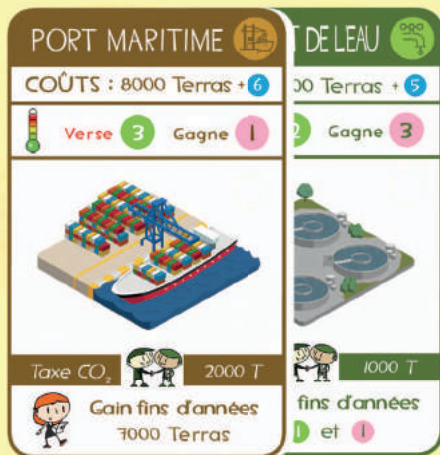 PORT MARITIME
COÛTS : 8000 Terras + 6
Verse 3 Gagne 1
Taxe CO₂ 2000 T
Gain fins d'années
7000 Terras
T DE LEAU
00 Terras + 5
2 Gagne 3
1000 T
fins d'années
1 et 1